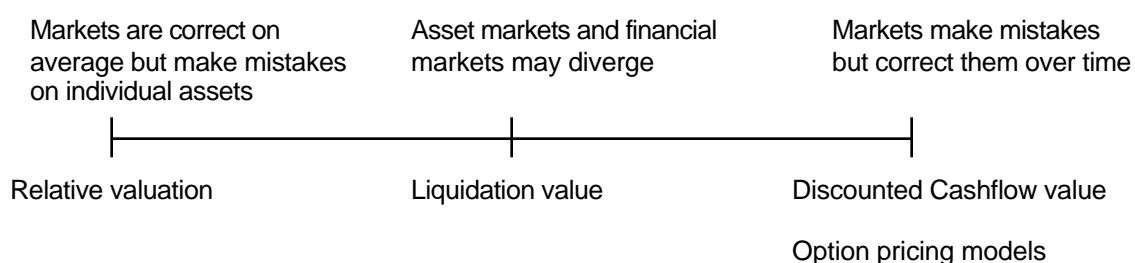 Markets are correct on
average but make mistakes
on individual assets
Asset markets and financial
markets may diverge
Markets make mistakes
but correct them over time
Relative valuation
Liquidation value
Discounted Cashflow value
Option pricing models